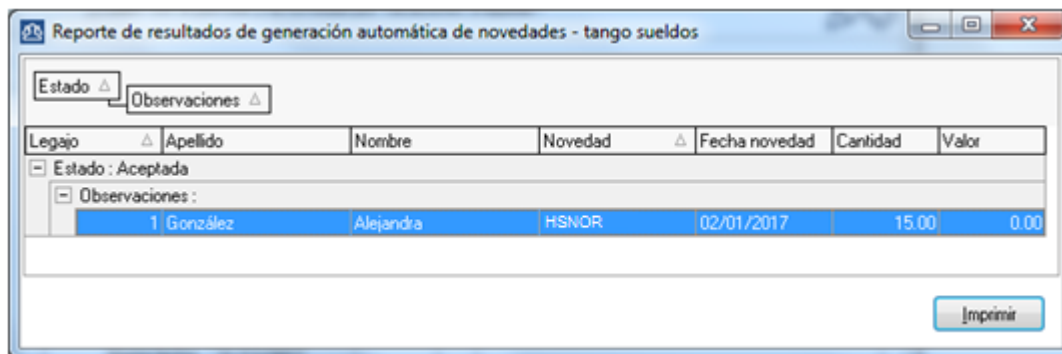 Reporte de resultados de generación automática de novedades - tango sueldos
Estado
Observaciones
Legajo Apellido Nombre Novedad Fecha novedad Cantidad Valor
Estado : Aceptada
Observaciones :
1 González Alejandra HSNOR 02/01/2017 15.00 0.00
Imprimir